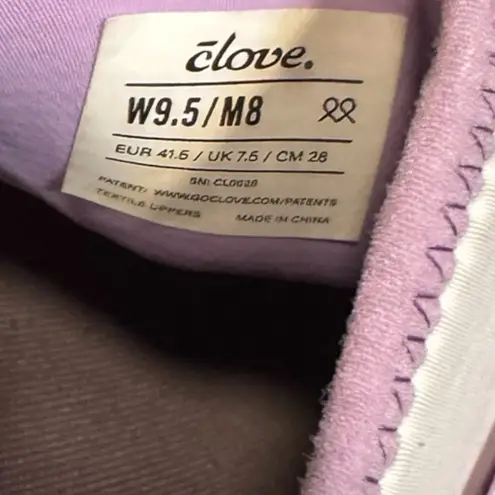 clove.
W9.5/M8
EUR 41.5 / UK 7.5 / CM 26
SN: CL0028
PATENT: WWW.GOCLOVE.COM/PATENTS
TEXTILE UPPERS
MADE IN CHINA